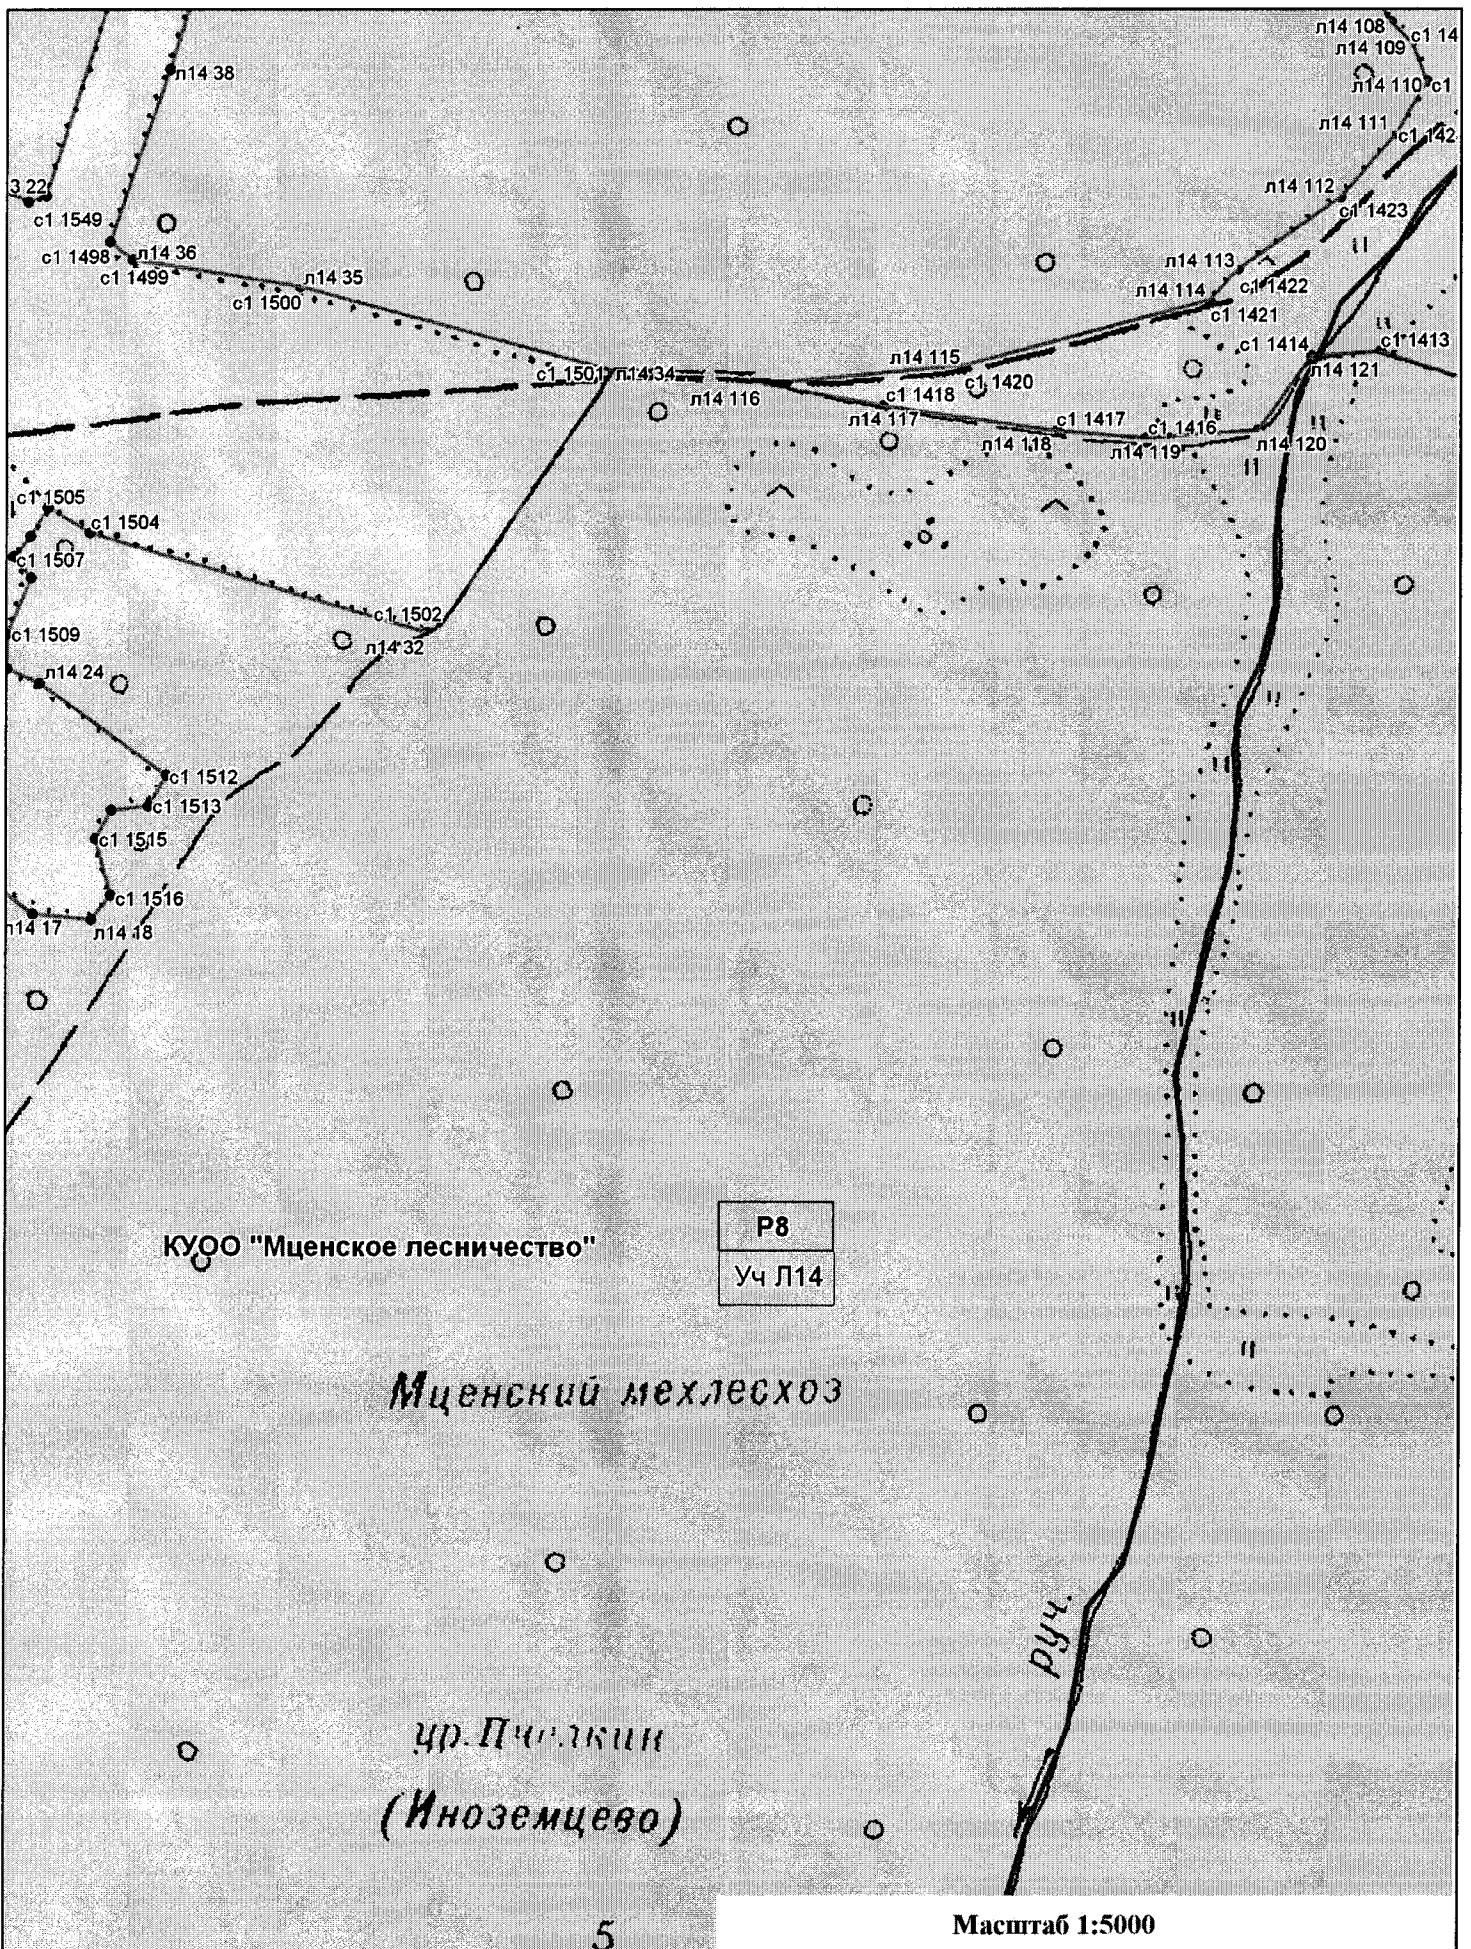 л14 108
с1 14
л14 109
л14 38
л14 110
с1
л14 111
с1 142
3 22
л14 112
с1 1549
с1 1423
с1 1498
л14 36
л14 113
с1 1499
л14 35
с1 1422
с1 1500
л14 114
с1 1421
с1 1414
с1 1413
л14 115
л14 121
с1 1501
л14 34
с1 1420
л14 116
с1 1418
л14 117
с1 1417
с1 1416
л14 118
л14 119
л14 120
с1 1505
с1 1504
с1 1507
с1 1502
с1 1509
л14 32
л14 24
с1 1512
с1 1513
с1 1515
с1 1516
л14 17
л14 18
Р8
КУОО "Мценское лесничество"
Уч Л14
Мценский мехлесхоз
руч.
ур.
(Иноземцево)
5
Масштаб 1:5000